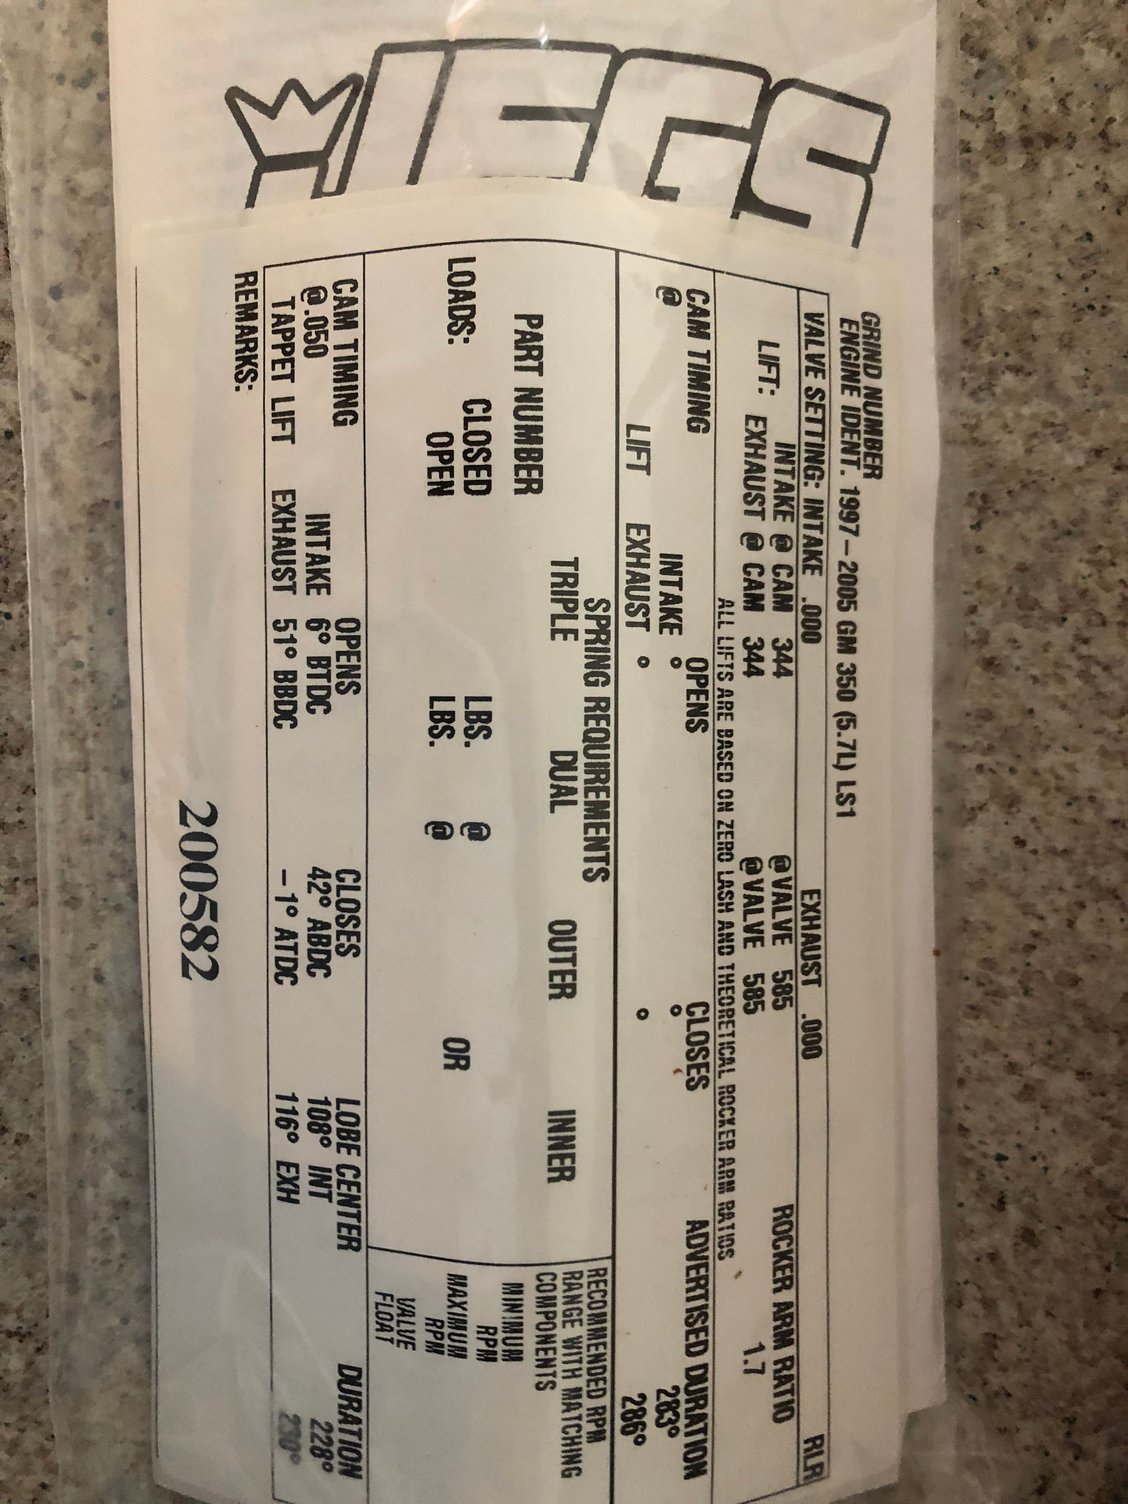 JEGS
GRIND NUMBER
ENGINE IDENT. 1997-2005 GM 350 (5.7L) LS1
VALVE SETTING: INTAKE .000 EXHAUST .000 RLR
INTAKE @ CAM 344 @VALVE 585 ROCKER ARM RATIO
LIFT: EXHAUST @ CAM 344 @VALVE 585 1.7
ALL LIFTS ARE BASED ON ZERO LASH AND THEORETICAL ROCKER ARM RATIOS
CAM TIMING OPENS CLOSES ADVERTISED DURATION
@ INTAKE ° ° 283°
LIFT EXHAUST ° ° 286°
SPRING REQUIREMENTS
TRIPLE DUAL OUTER INNER
PART NUMBER
LOADS: CLOSED LBS. @ OR
OPEN LBS. @
RECOMMENDED RPM
RANGE WITH MATCHING
COMPONENTS
MINIMUM RPM
MAXIMUM RPM
VALVE FLOAT
CAM TIMING OPENS CLOSES LOBE CENTER DURATION
@.050 INTAKE 6° BTDC 42° ABDC 108° INT 228°
TAPPET LIFT EXHAUST 51° BBDC -1° ATDC 116° EXH 230°
REMARKS:
200582